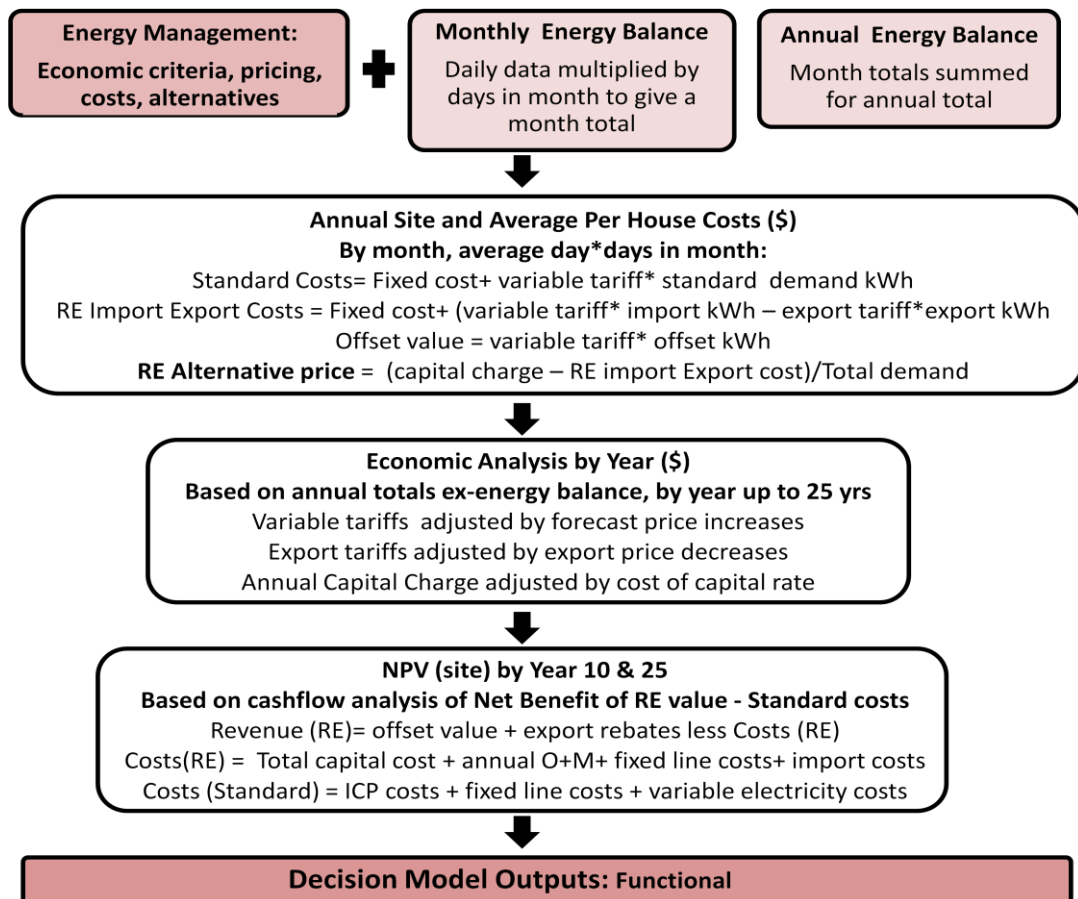 Energy Management:
Economic criteria, pricing,
costs, alternatives
Monthly Energy Balance
Daily data multiplied by
days in month to give a
month total
Annual Energy Balance
Month totals summed
for annual total
Annual Site and Average Per House Costs ($)
By month, average day*days in month:
Standard Costs= Fixed cost+ variable tariff* standard demand kWh
RE Import Export Costs = Fixed cost+ (variable tariff* import kWh – export tariff*export kWh
Offset value = variable tariff* offset kWh
RE Alternative price = (capital charge – RE import Export cost)/Total demand
Economic Analysis by Year ($)
Based on annual totals ex-energy balance, by year up to 25 yrs
Variable tariffs adjusted by forecast price increases
Export tariffs adjusted by export price decreases
Annual Capital Charge adjusted by cost of capital rate
NPV (site) by Year 10 & 25
Based on cashflow analysis of Net Benefit of RE value - Standard costs
Revenue (RE)= offset value + export rebates less Costs (RE)
Costs(RE) = Total capital cost + annual O+M+ fixed line costs+ import costs
Costs (Standard) = ICP costs + fixed line costs + variable electricity costs
Decision Model Outputs: Functional